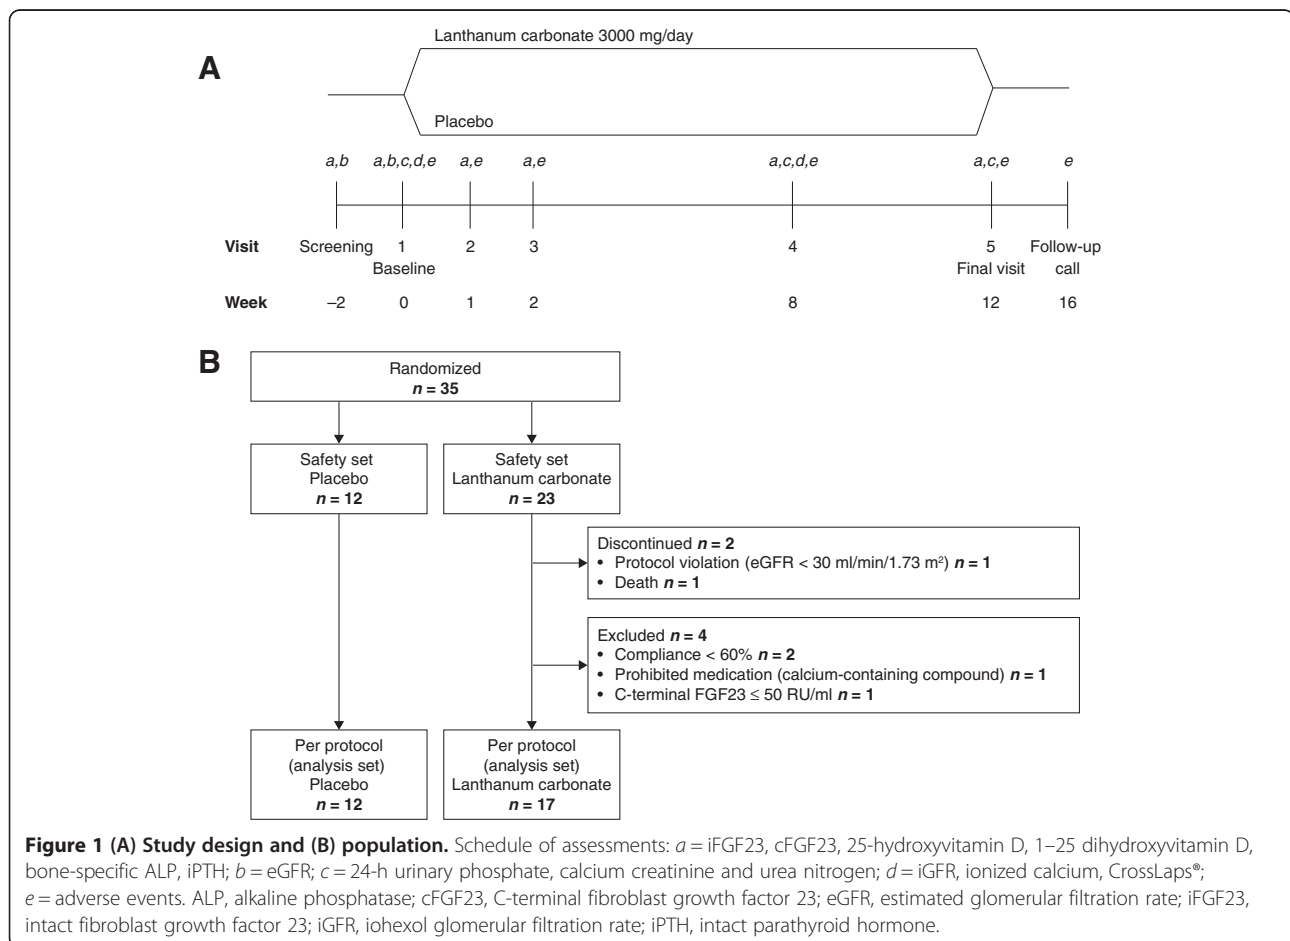 A
Lanthanum carbonate 3000 mg/day
Placebo
a,b a,b,c,d,e a,e a,e a,c,d,e a,c,e e
Visit Screening 1 2 3 4 5 Follow-up
Baseline Final visit call
Week –2 0 1 2 8 12 16
B
Randomized
n = 35
Safety set
Placebo
n = 12
Safety set
Lanthanum carbonate
n = 23
Discontinued n = 2
• Protocol violation (eGFR < 30 ml/min/1.73 m²) n = 1
• Death n = 1
Excluded n = 4
• Compliance < 60% n = 2
• Prohibited medication (calcium-containing compound) n = 1
• C-terminal FGF23 ≤ 50 RU/ml n = 1
Per protocol
(analysis set)
Placebo
n = 12
Per protocol
(analysis set)
Lanthanum carbonate
n = 17
Figure 1 (A) Study design and (B) population. Schedule of assessments: a = iFGF23, cFGF23, 25-hydroxyvitamin D, 1–25 dihydroxyvitamin D,
bone-specific ALP, iPTH; b = eGFR; c = 24-h urinary phosphate, calcium creatinine and urea nitrogen; d = iGFR, ionized calcium, CrossLaps®;
e = adverse events. ALP, alkaline phosphatase; cFGF23, C-terminal fibroblast growth factor 23; eGFR, estimated glomerular filtration rate; iFGF23,
intact fibroblast growth factor 23; iGFR, iohexol glomerular filtration rate; iPTH, intact parathyroid hormone.